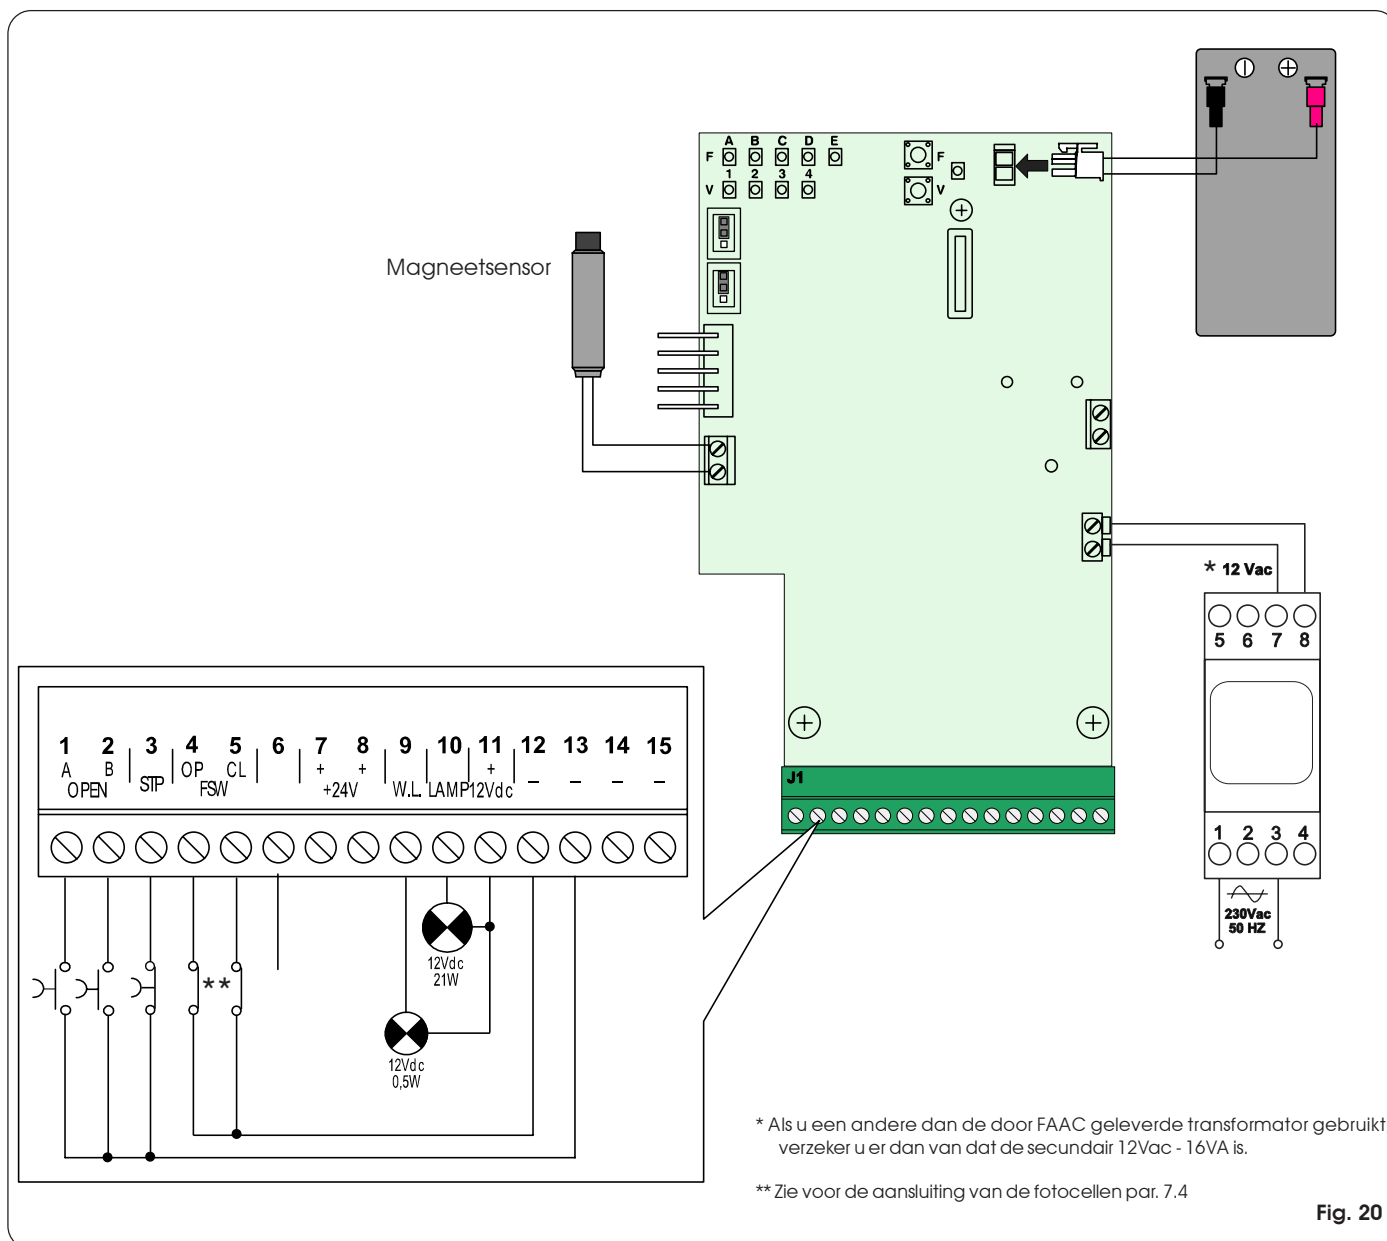 A B C D E
F
F
1 2 3 4
V
V
Magneetsensor
* 12 Vac
5 6 7 8
1 2 3 4
230Vac
50 HZ
J1
1 2 3 4 5 6 7 8 9 10 11 12 13 14 15
A B OP CL + + + – – – –
OPEN STP FSW +24V W.L. LAMP 12Vdc
**
12Vdc
21W
12Vdc
0,5W
* Als u een andere dan de door FAAC geleverde transformator gebruikt
verzeker u er dan van dat de secundair 12Vac - 16VA is.
** Zie voor de aansluiting van de fotocellen par. 7.4
Fig. 20